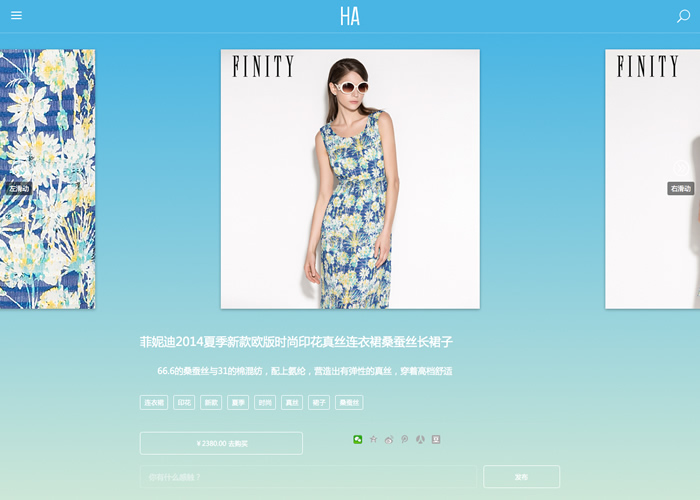 HA
FINITY
FINITY
左滑动
右滑动
菲妮迪2014夏季新款欧版时尚印花真丝连衣裙桑蚕丝长裙子
66.6的桑蚕丝与31的棉混纺，配上氨纶，营造出有弹性的真丝，穿着高档舒适
连衣裙 印花 新款 夏季 时尚 真丝 裙子 桑蚕丝
¥ 2380.00 去购买
你有什么感触？ 发布